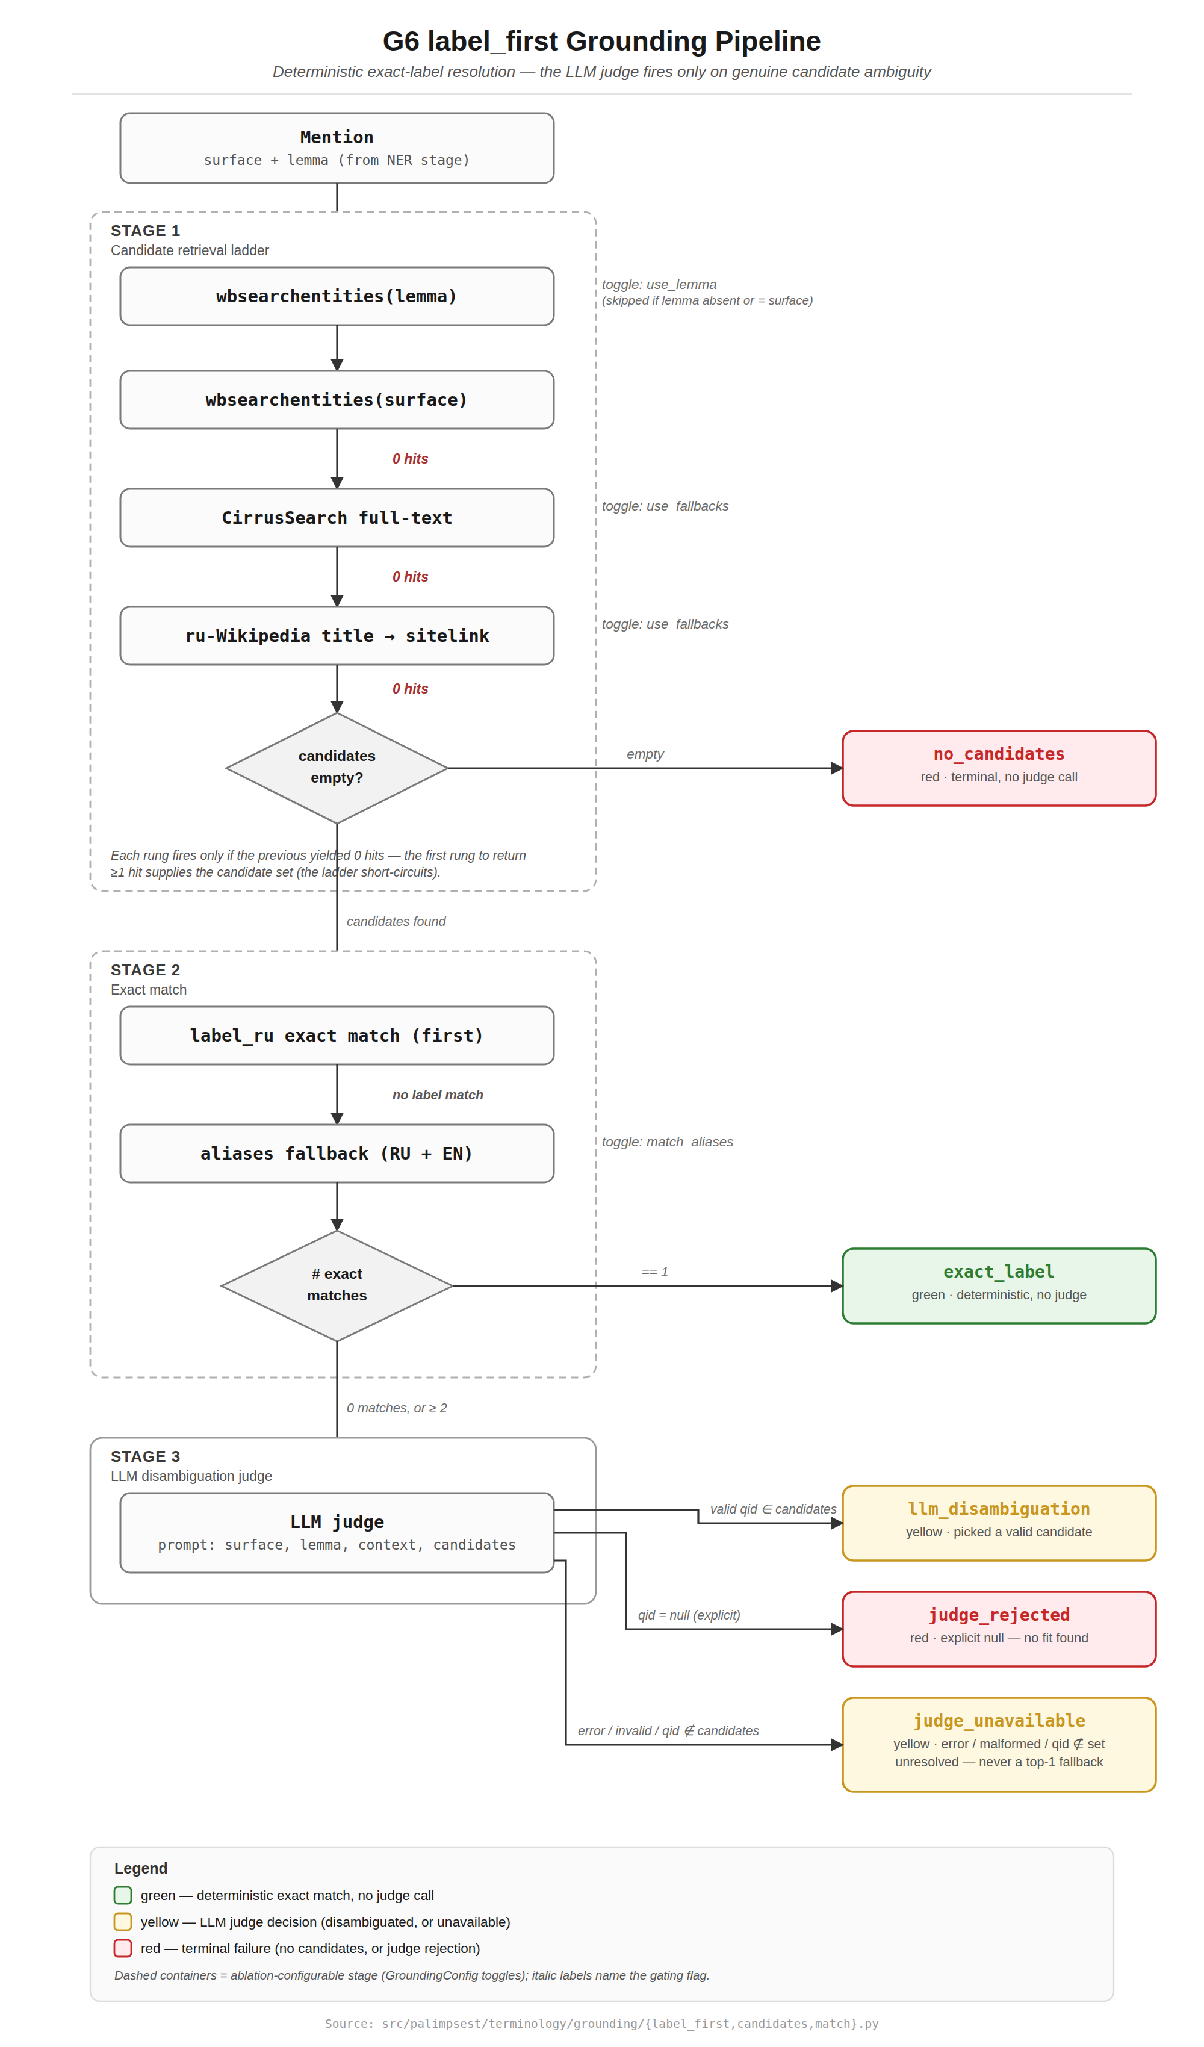 G6 label_first Grounding Pipeline
Deterministic exact-label resolution — the LLM judge fires only on genuine candidate ambiguity
Mention
surface + lemma (from NER stage)
STAGE 1
Candidate retrieval ladder
wbsearchentities(lemma)
toggle: use_lemma
(skipped if lemma absent or = surface)
wbsearchentities(surface)
0 hits
CirrusSearch full-text
toggle: use_fallbacks
0 hits
ru-Wikipedia title → sitelink
toggle: use_fallbacks
0 hits
candidates
empty?
empty
no_candidates
red · terminal, no judge call
Each rung fires only if the previous yielded 0 hits — the first rung to return
≥1 hit supplies the candidate set (the ladder short-circuits).
candidates found
STAGE 2
Exact match
label_ru exact match (first)
no label match
aliases fallback (RU + EN)
toggle: match_aliases
# exact
matches
== 1
exact_label
green · deterministic, no judge
0 matches, or ≥ 2
STAGE 3
LLM disambiguation judge
LLM judge
prompt: surface, lemma, context, candidates
valid qid ∈ candidates
llm_disambiguation
yellow · picked a valid candidate
qid = null (explicit)
judge_rejected
red · explicit null — no fit found
error / invalid / qid ∉ candidates
judge_unavailable
yellow · error / malformed / qid ∉ set
unresolved — never a top-1 fallback
Legend
green — deterministic exact match, no judge call
yellow — LLM judge decision (disambiguated, or unavailable)
red — terminal failure (no candidates, or judge rejection)
Dashed containers = ablation-configurable stage (GroundingConfig toggles); italic labels name the gating flag.
Source: src/palimpsest/terminology/grounding/{label_first,candidates,match}.py